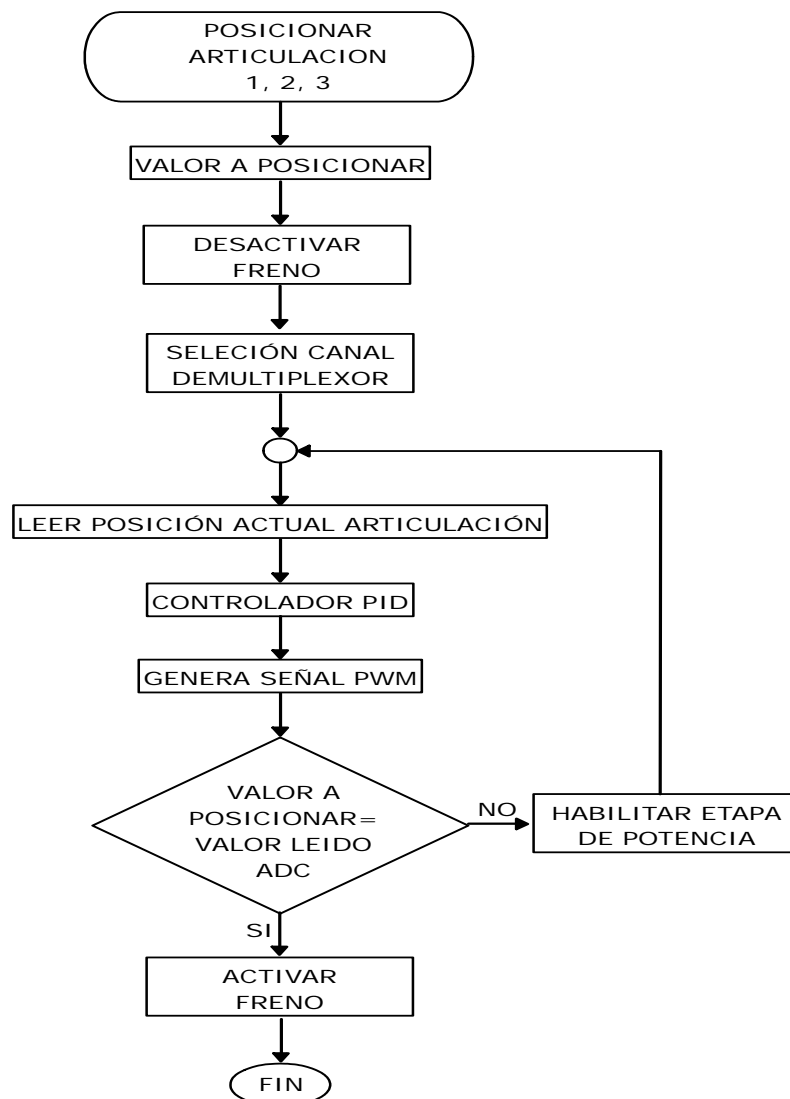 POSICIONAR
ARTICULACION
1, 2, 3
VALOR A POSICIONAR
DESACTIVAR
FRENO
SELECIÓN CANAL
DEMULTIPLEXOR
LEER POSICIÓN ACTUAL ARTICULACIÓN
CONTROLADOR PID
GENERA SEÑAL PWM
VALOR A
POSICIONAR=
VALOR LEIDO
ADC
NO
HABILITAR ETAPA
DE POTENCIA
SI
ACTIVAR
FRENO
FIN